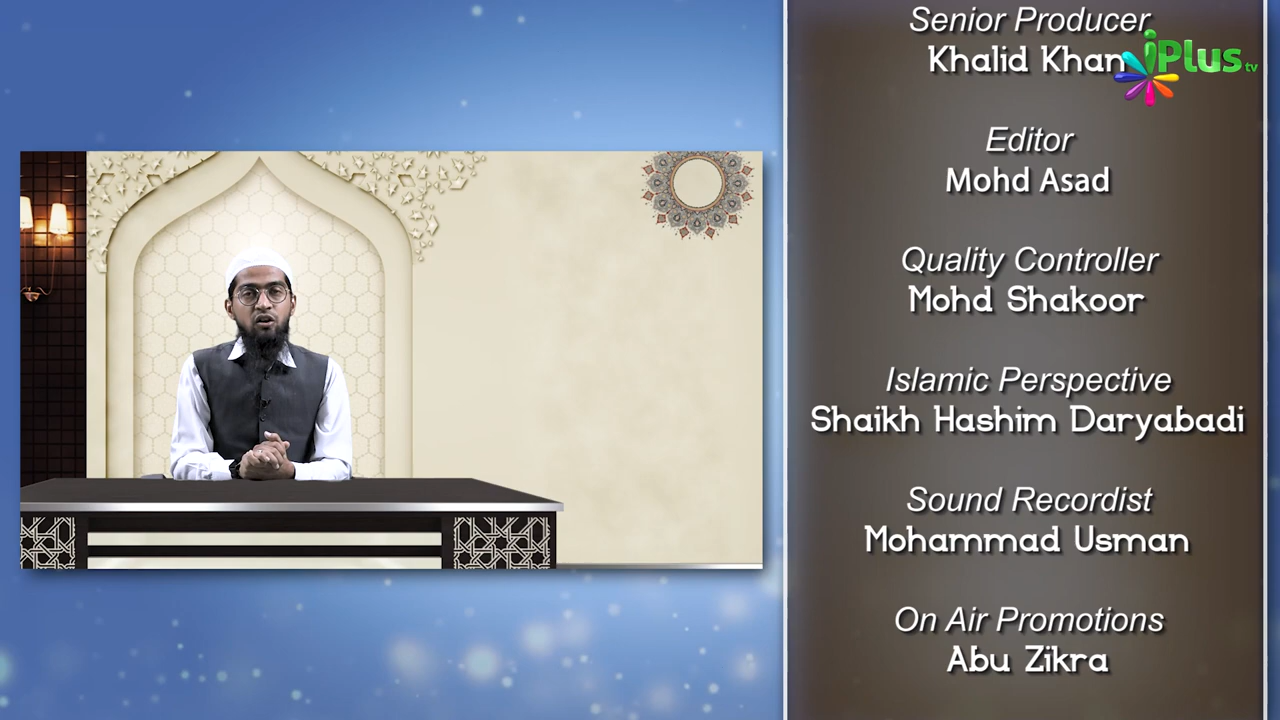 Senior Producer
Khalid Khan
iPlus tv
Editor
Mohd Asad
Quality Controller
Mohd Shakoor
Islamic Perspective
Shaikh Hashim Daryabadi
Sound Recordist
Mohammad Usman
On Air Promotions
Abu Zikra